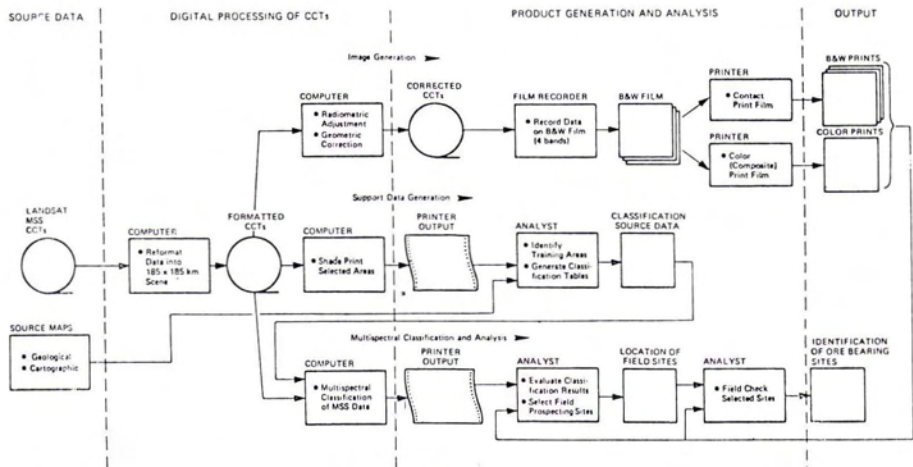 SOURCE DATA
DIGITAL PROCESSING OF CCTs
PRODUCT GENERATION AND ANALYSIS
OUTPUT
Image Generation
COMPUTER
• Radiometric
Adjustment
• Geometric
Correction
CORRECTED
CCTs
FILM RECORDER
• Record Data
on B&W Film
(4 bands)
B&W FILM
PRINTER
• Contact
Print Film
PRINTER
• Color
(Composite)
Print Film
B&W PRINTS
COLOR PRINTS
Support Data Generation
LANDSAT
MSS
CCTs
COMPUTER
• Reformat
Data into
185 x 185 km
Scene
FORMATTED
CCTs
COMPUTER
• Shade Print
Selected Areas
PRINTER
OUTPUT
ANALYST
• Identify
Training Areas
• Generate Classi-
fication Tables
CLASSIFICATION
SOURCE DATA
SOURCE MAPS
• Geological
• Cartographic
Multispectral Classification and Analysis
COMPUTER
• Multispectral
Classification
of MSS Data
PRINTER
OUTPUT
ANALYST
• Evaluate Classi-
fication Results
• Select Field
Prospecting Sites
LOCATION OF
FIELD SITES
ANALYST
• Field Check
Selected Sites
IDENTIFICATION
OF ORE BEARING
SITES